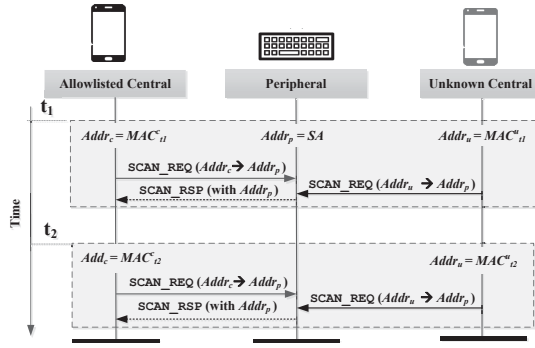 Allowlisted Central
Peripheral
Unknown Central
t1
Addrc = MACct1
Addrp = SA
Addru = MACut1
SCAN_REQ (Addrc → Addrp)
SCAN_RSP (with Addrp)
SCAN_REQ (Addru → Addrp)
Time
t2
Addc = MACct2
Addru = MACut2
SCAN_REQ (Addrc → Addrp)
SCAN_RSP (with Addrp)
SCAN_REQ (Addru → Addrp)